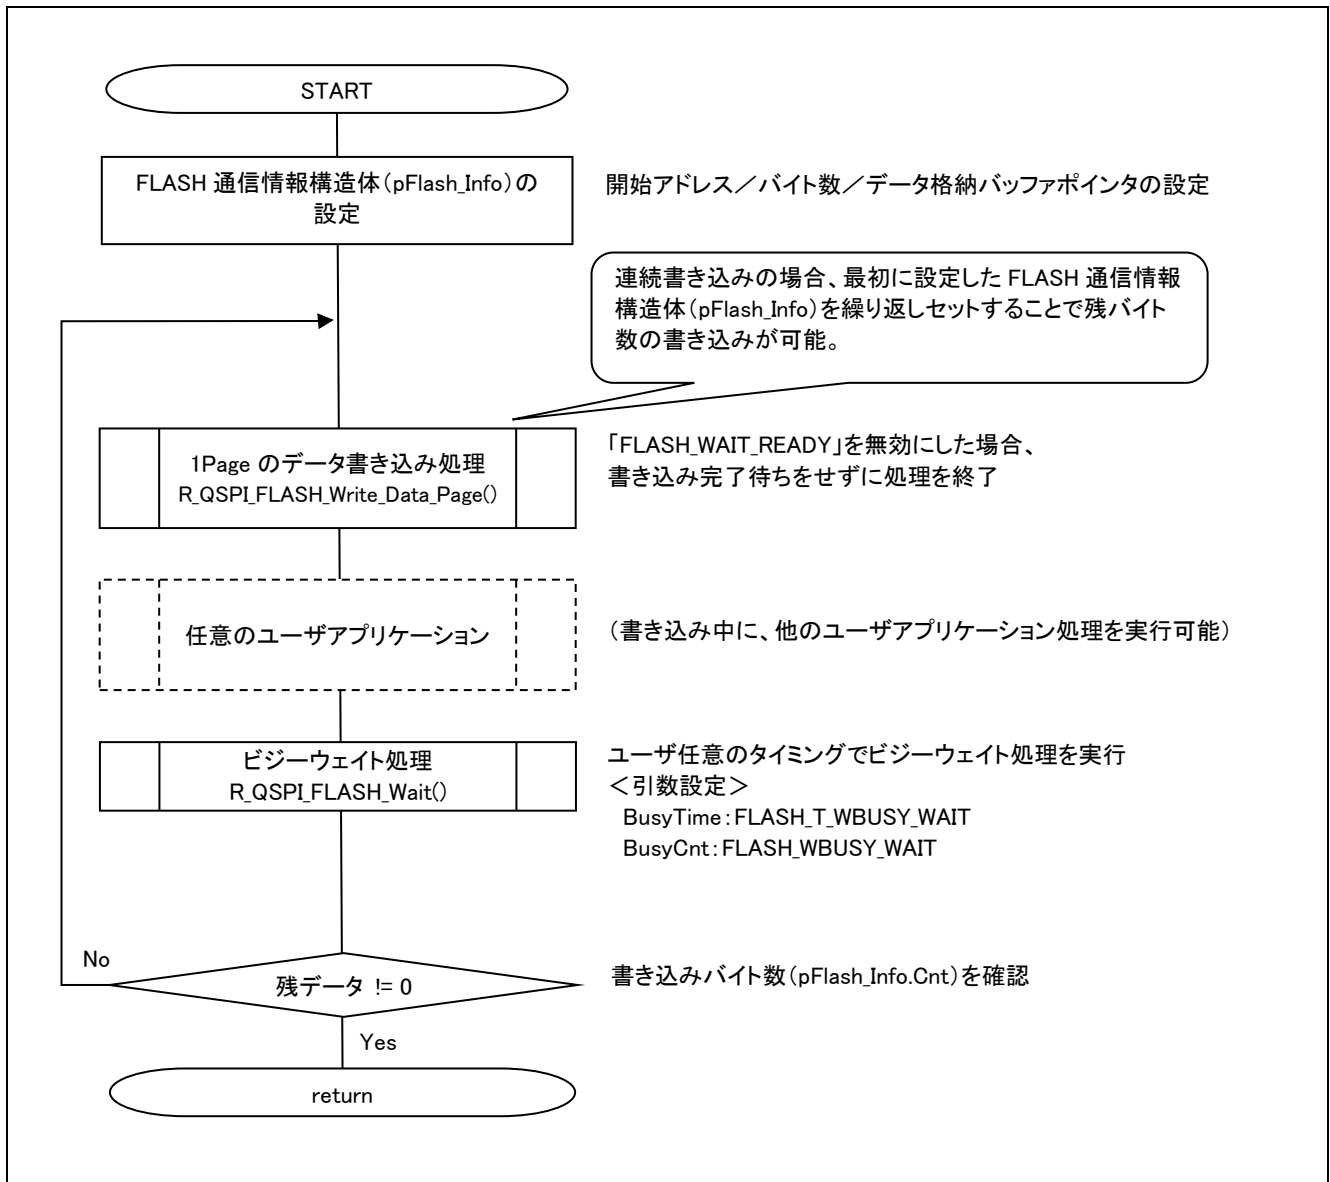 START
FLASH 通信情報構造体(pFlash_Info)の
設定
開始アドレス/バイト数/データ格納バッファポインタの設定
連続書き込みの場合、最初に設定した FLASH 通信情報
構造体(pFlash_Info)を繰り返しセットすることで残バイト
数の書き込みが可能。
1Page のデータ書き込み処理
R_QSPI_FLASH_Write_Data_Page()
「FLASH_WAIT_READY」を無効にした場合、
書き込み完了待ちをせずに処理を終了
任意のユーザアプリケーション
(書き込み中に、他のユーザアプリケーション処理を実行可能)
ビジーウェイト処理
R_QSPI_FLASH_Wait()
ユーザ任意のタイミングでビジーウェイト処理を実行
<引数設定>
BusyTime:FLASH_T_WBUSY_WAIT
BusyCnt:FLASH_WBUSY_WAIT
No
残データ != 0
書き込みバイト数(pFlash_Info.Cnt)を確認
Yes
return